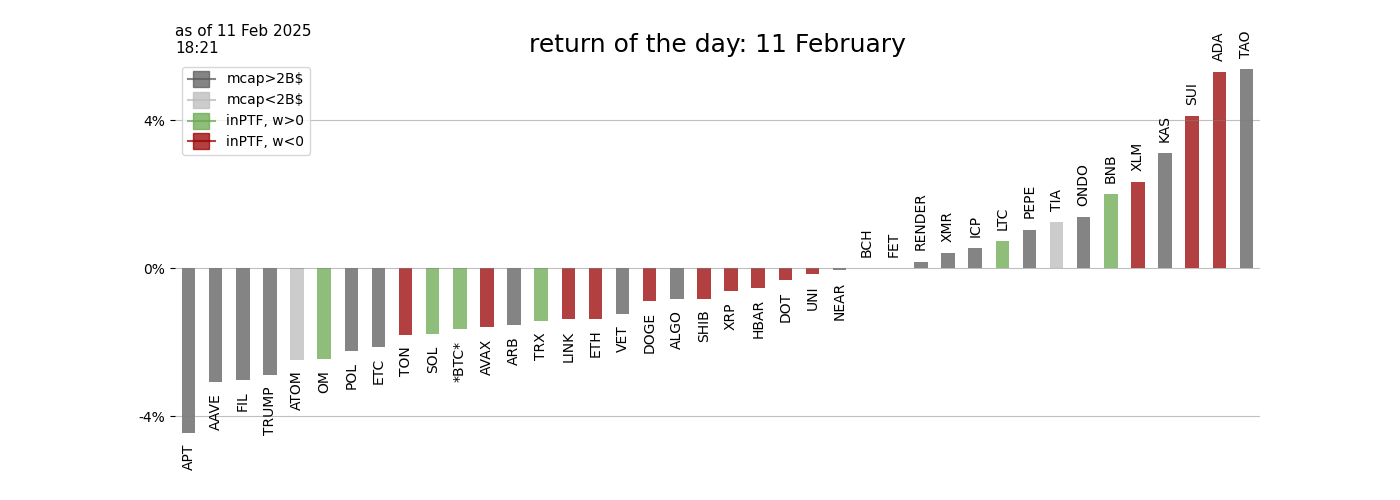 as of 11 Feb 2025
18:21
return of the day: 11 February
mcap>2B$
mcap<2B$
inPTF, w>0
inPTF, w<0
4%
0%
-4%
APT
AAVE
FIL
TRUMP
ATOM
OM
POL
ETC
TON
SOL
*BTC*
AVAX
ARB
TRX
LINK
ETH
VET
DOGE
ALGO
SHIB
XRP
HBAR
DOT
UNI
NEAR
BCH
FET
RENDER
XMR
ICP
LTC
PEPE
TIA
ONDO
BNB
XLM
KAS
SUI
ADA
TAO